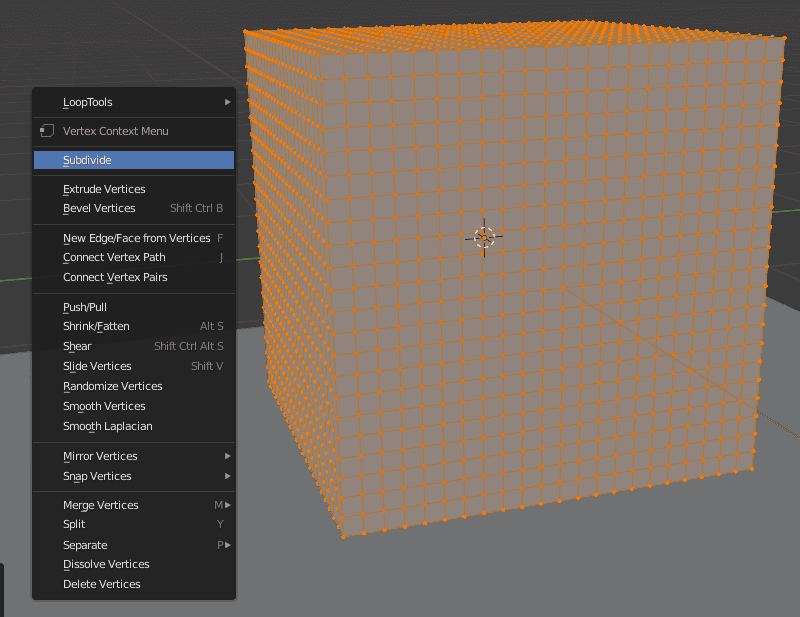 LoopTools
Vertex Context Menu
Subdivide
Extrude Vertices
Bevel Vertices Shift Ctrl B
New Edge/Face from Vertices F
Connect Vertex Path J
Connect Vertex Pairs
Push/Pull
Shrink/Fatten Alt S
Shear Shift Ctrl Alt S
Slide Vertices Shift V
Randomize Vertices
Smooth Vertices
Smooth Laplacian
Mirror Vertices
Snap Vertices
Merge Vertices M
Split Y
Separate P
Dissolve Vertices
Delete Vertices